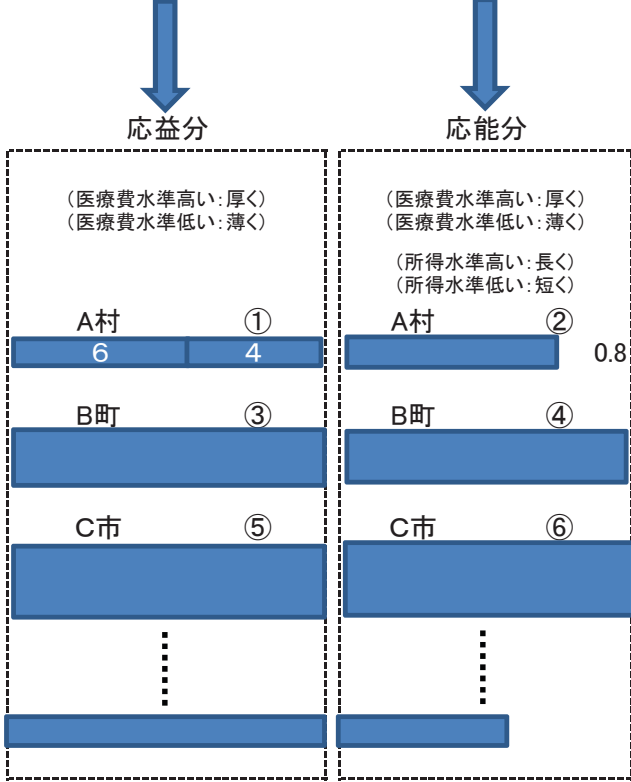 応益分
応能分
（医療費水準高い：厚く）
（医療費水準低い：薄く）
（医療費水準高い：厚く）
（医療費水準低い：薄く）
（所得水準高い：長く）
（所得水準低い：短く）
A村 ①
A村 ②
6 4
0.8
B町 ③
B町 ④
C市 ⑤
C市 ⑥